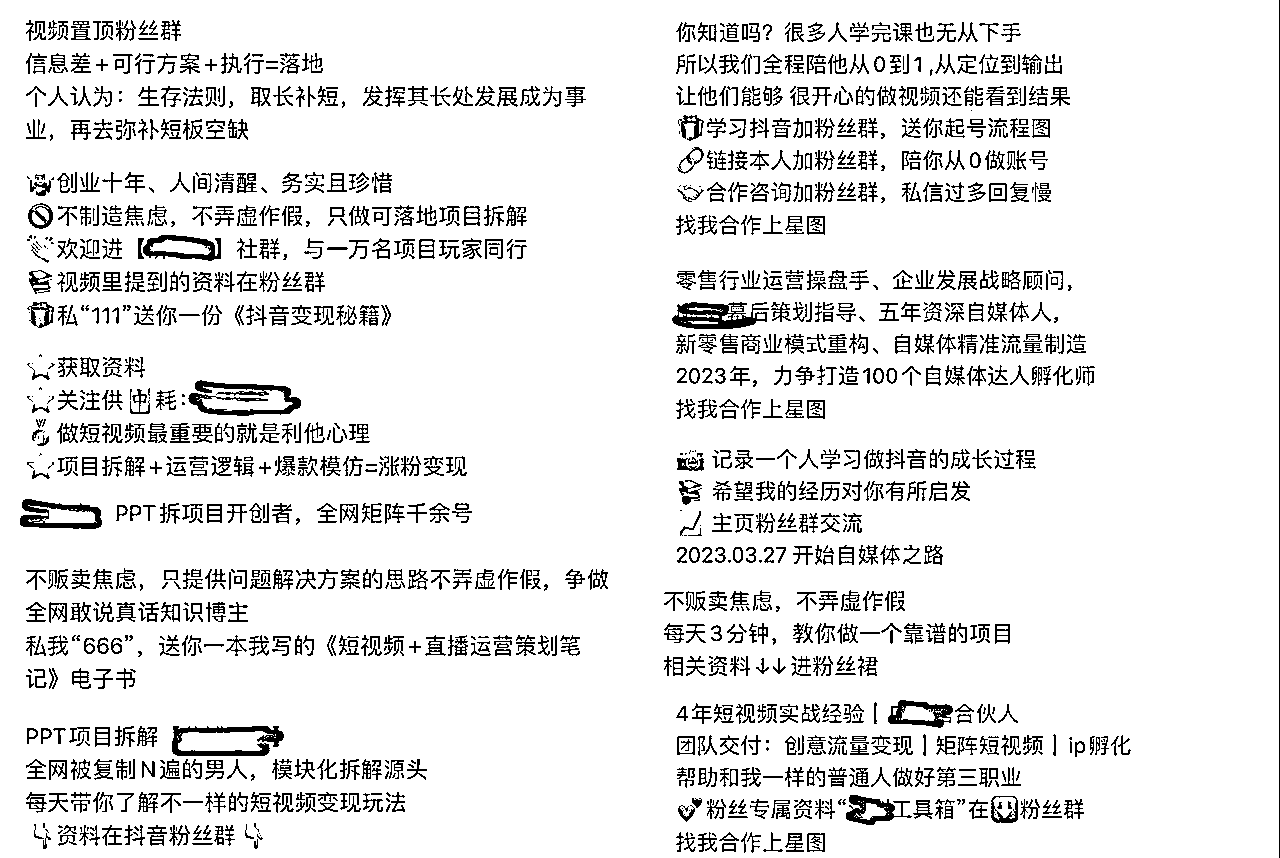 视频置顶粉丝群
信息差+可行方案+执行=落地
个人认为：生存法则，取长补短，发挥其长处发展成为事
业，再去弥补短板空缺
创业十年、人间清醒、务实且珍惜
不制造焦虑，不弄虚作假，只做可落地项目拆解
欢迎进【】社群，与一万名项目玩家同行
视频里提到的资料在粉丝群
私“111”送你一份《抖音变现秘籍》
获取资料
关注供🀄耗：
做短视频最重要的就是利他心理
项目拆解+运营逻辑+爆款模仿=涨粉变现
PPT拆项目开创者，全网矩阵千余号
不贩卖焦虑，只提供问题解决方案的思路不弄虚作假，争做
全网敢说真话知识博主
私我“666”，送你一本我写的《短视频+直播运营策划笔
记》电子书
PPT项目拆解
全网被复制N遍的男人，模块化拆解源头
每天带你了解不一样的短视频变现玩法
👇资料在抖音粉丝群👇
你知道吗？很多人学完课也无从下手
所以我们全程陪他从0到1,从定位到输出
让他们能够 很开心的做视频还能看到结果
学习抖音加粉丝群，送你起号流程图
链接本人加粉丝群，陪你从0做账号
合作咨询加粉丝群，私信过多回复慢
找我合作上星图
零售行业运营操盘手、企业发展战略顾问，
幕后策划指导、五年资深自媒体人，
新零售商业模式重构、自媒体精准流量制造
2023年，力争打造100个自媒体达人孵化师
找我合作上星图
记录一个人学习做抖音的成长过程
希望我的经历对你有所启发
主页粉丝群交流
2023.03.27 开始自媒体之路
不贩卖焦虑，不弄虚作假
每天3分钟，教你做一个靠谱的项目
相关资料↓↓进粉丝裙
4年短视频实战经验丨合伙人
团队交付：创意流量变现丨矩阵短视频丨ip孵化
帮助和我一样的普通人做好第三职业
粉丝专属资料“工具箱”在粉丝群
找我合作上星图